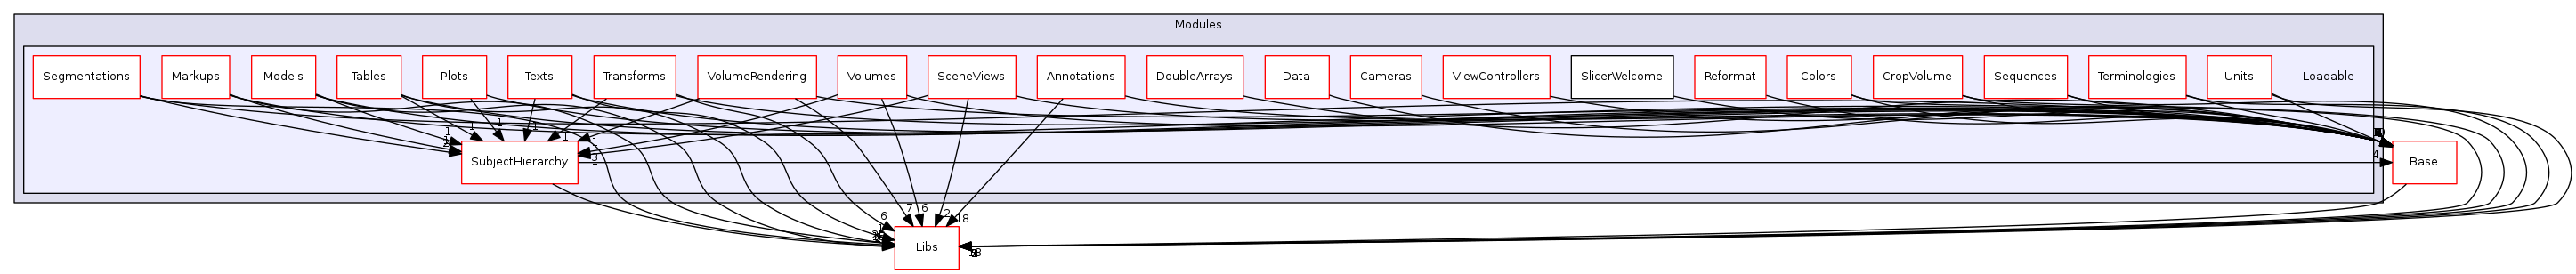 Modules
Segmentations
Markups
Models
Tables
Plots
Texts
Transforms
VolumeRendering
Volumes
SceneViews
Annotations
DoubleArrays
Data
Cameras
ViewControllers
SlicerWelcome
Reformat
Colors
CropVolume
Sequences
Terminologies
Units
Loadable
1
1
1
1
1
1
SubjectHierarchy
1
4
Base
6
7
6
2
18
Libs